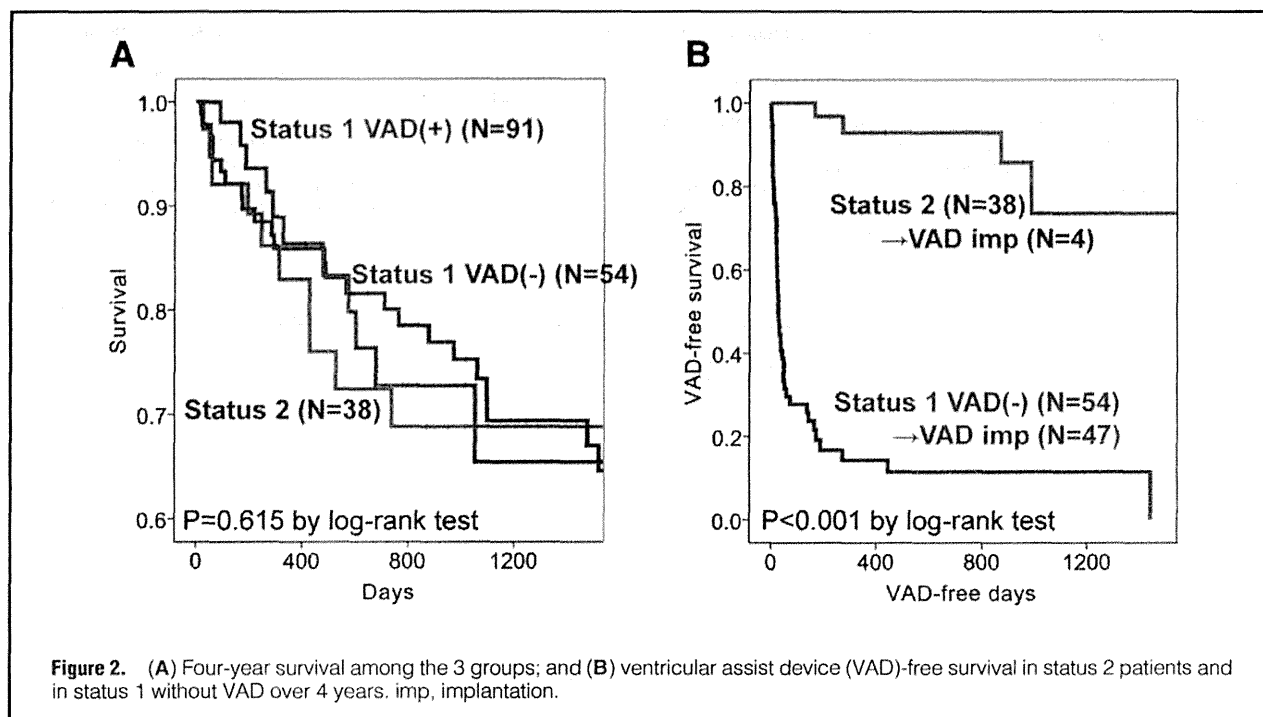 A
B
1.0
0.9
0.8
0.7
0.6
Survival
Status 1 VAD(+) (N=91)
Status 1 VAD(-) (N=54)
Status 2 (N=38)
P=0.615 by log-rank test
0
400
800
1200
Days
1.0
0.8
0.6
0.4
0.2
0.0
VAD-free survival
Status 2 (N=38)
→VAD imp (N=4)
Status 1 VAD(-) (N=54)
→VAD imp (N=47)
P<0.001 by log-rank test
0
400
800
1200
VAD-free days
Figure 2. (A) Four-year survival among the 3 groups; and (B) ventricular assist device (VAD)-free survival in status 2 patients and
in status 1 without VAD over 4 years. imp, implantation.